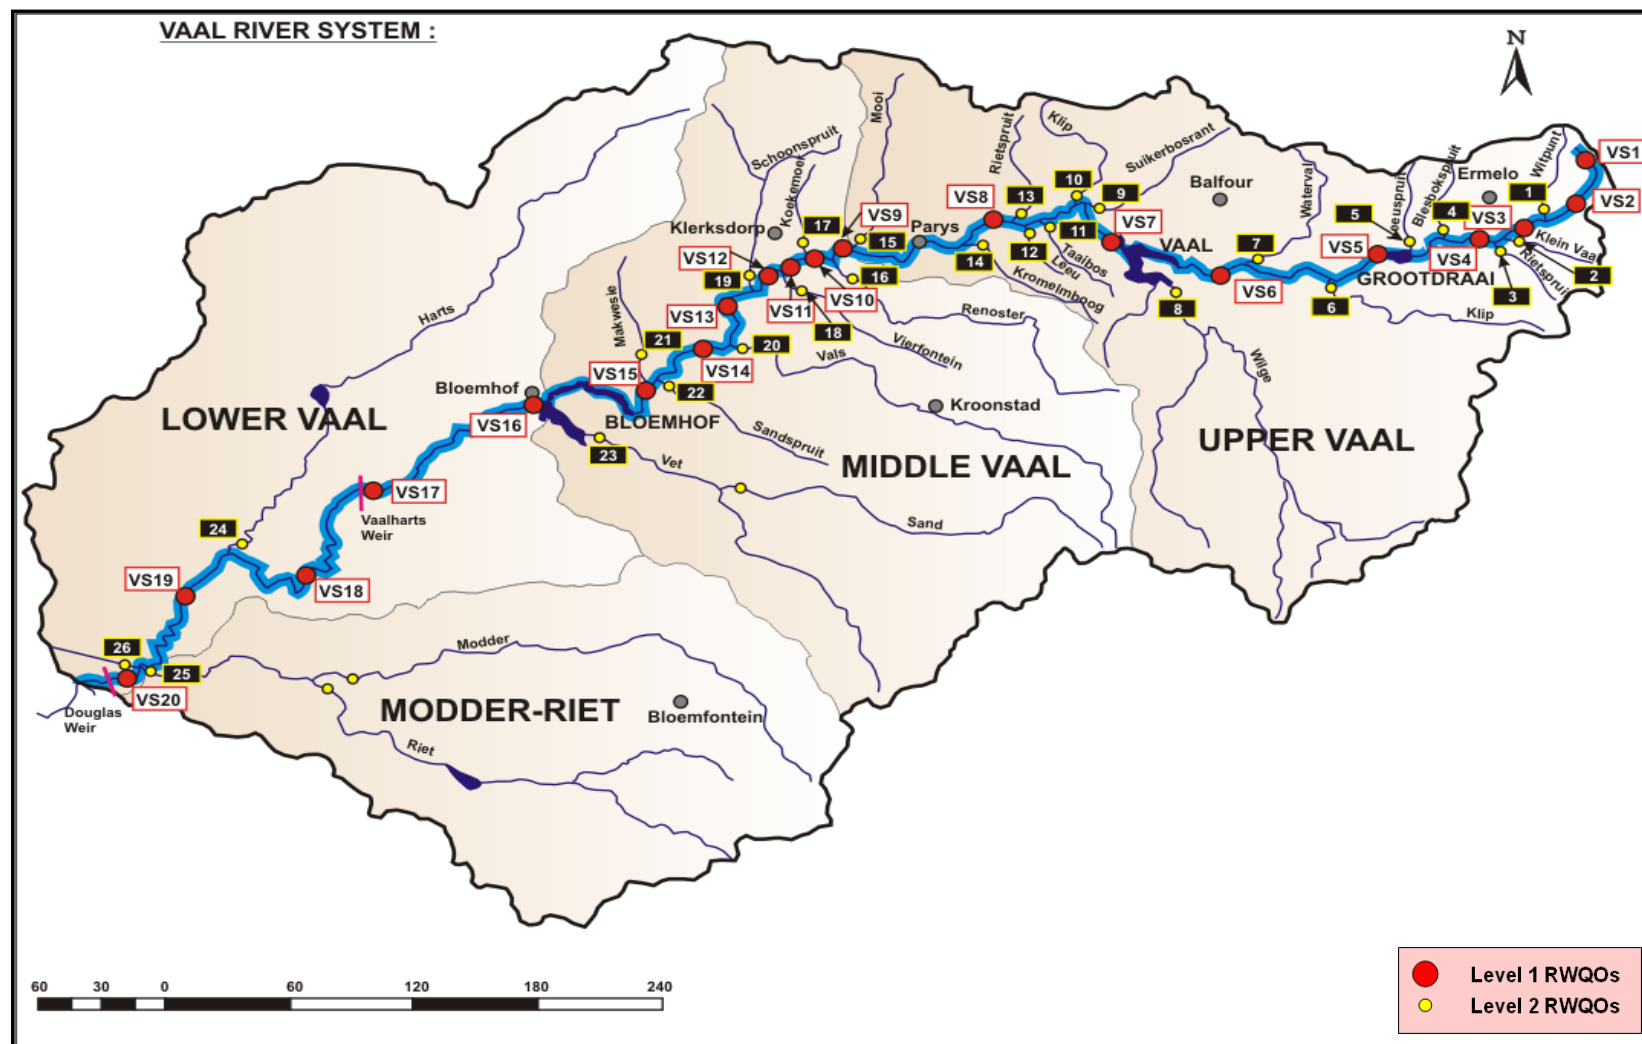 VAAL RIVER SYSTEM :
N
Mooi
Klip
Rietspruit
Suikerbosrant
Schoonspruit
Koekemoer
Witpunt
VS1
Waterval
Leeuspruit
Blesbokspruit
Ermelo
Balfour
10
9
1
VS2
VS8
13
5
4
VS3
17
VS9
Klerksdorp
Parys
15
11
VS7
12
14
VAAL
7
VS5
VS4
Klein Vaal
Rietspruit
2
VS12
19
16
Taaibos
Leeu
Kromelmboog
GROOTDRAAI
3
VS10
VS11
8
VS6
6
Klip
VS13
18
Renoster
Makwesie
Harts
21
20
Vierfontein
Vals
Wilge
VS14
VS15
Bloemhof
22
Kroonstad
LOWER VAAL
VS16
BLOEMHOF
Sandspruit
UPPER VAAL
23
Vet
MIDDLE VAAL
VS17
Vaalharts
Weir
Sand
24
VS19
VS18
26
25
Modder
VS20
Douglas
Weir
MODDER-RIET
Bloemfontein
Riet
60 30 0 60 120 180 240
Level 1 RWQOs
Level 2 RWQOs